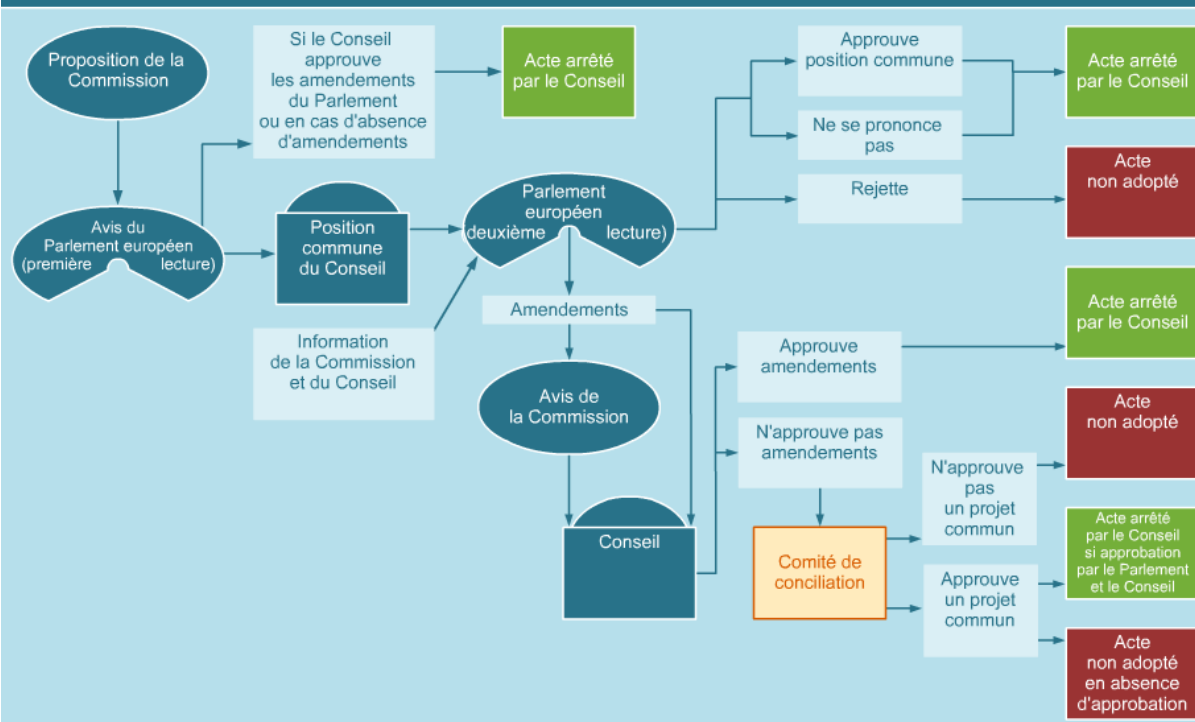 Proposition de la
Commission
Si le Conseil
approuve
les amendements
du Parlement
ou en cas d'absence
d'amendements
Acte arrêté
par le Conseil
Approuve
position commune
Ne se prononce
pas
Acte arrêté
par le Conseil
Rejette
Acte
non adopté
Avis du
Parlement européen
(première lecture)
Position
commune
du Conseil
Parlement
européen
(deuxième lecture)
Information
de la Commission
et du Conseil
Amendements
Avis de
la Commission
Conseil
Approuve
amendements
Acte arrêté
par le Conseil
N'approuve pas
amendements
Comité de
conciliation
N'approuve
pas
un projet
commun
Acte
non adopté
Approuve
un projet
commun
Acte arrêté
par le Conseil
si approbation
par le Parlement
et le Conseil
Acte
non adopté
en absence
d'approbation